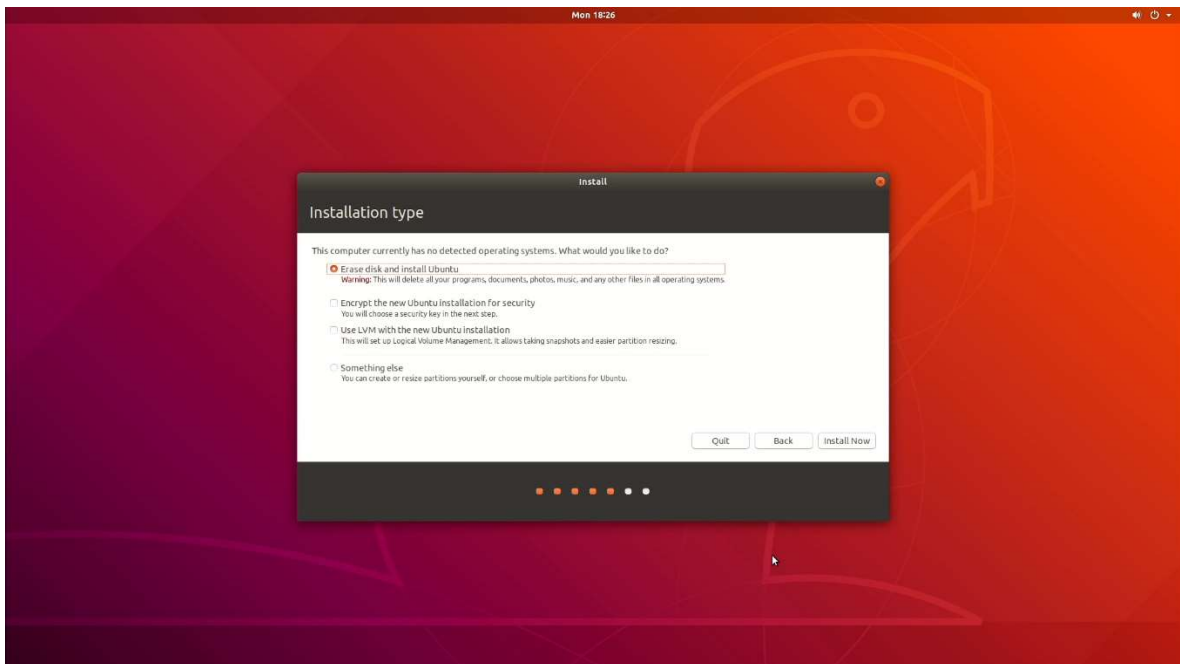 Mon 18:26
Install
Installation type
This computer currently has no detected operating systems. What would you like to do?
Erase disk and install Ubuntu
Warning: This will delete all your programs, documents, photos, music, and any other files in all operating systems.
Encrypt the new Ubuntu installation for security
You will choose a security key in the next step.
Use LVM with the new Ubuntu installation
This will set up Logical Volume Management. It allows taking snapshots and easier partition resizing.
Something else
You can create or resize partitions yourself, or choose multiple partitions for Ubuntu.
Quit Back Install Now